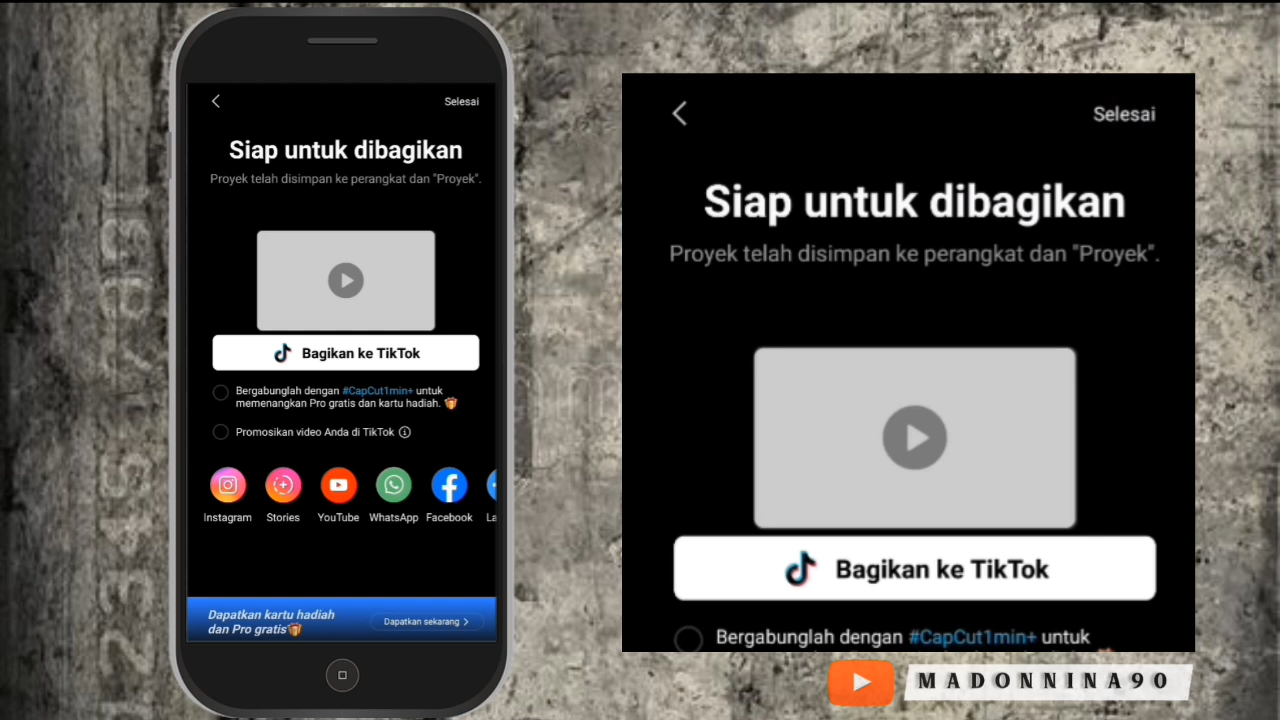 Selesai
Siap untuk dibagikan
Proyek telah disimpan ke perangkat dan "Proyek".
Bagikan ke TikTok
Bergabunglah dengan #CapCut1min+ untuk
memenangkan Pro gratis dan kartu hadiah.
Promosikan video Anda di TikTok
Instagram
Stories
YouTube
WhatsApp
Facebook
La
Dapatkan kartu hadiah
dan Pro gratis
Dapatkan sekarang
Selesai
Siap untuk dibagikan
Proyek telah disimpan ke perangkat dan "Proyek".
Bagikan ke TikTok
Bergabunglah dengan #CapCut1min+ untuk
MADONNINA90